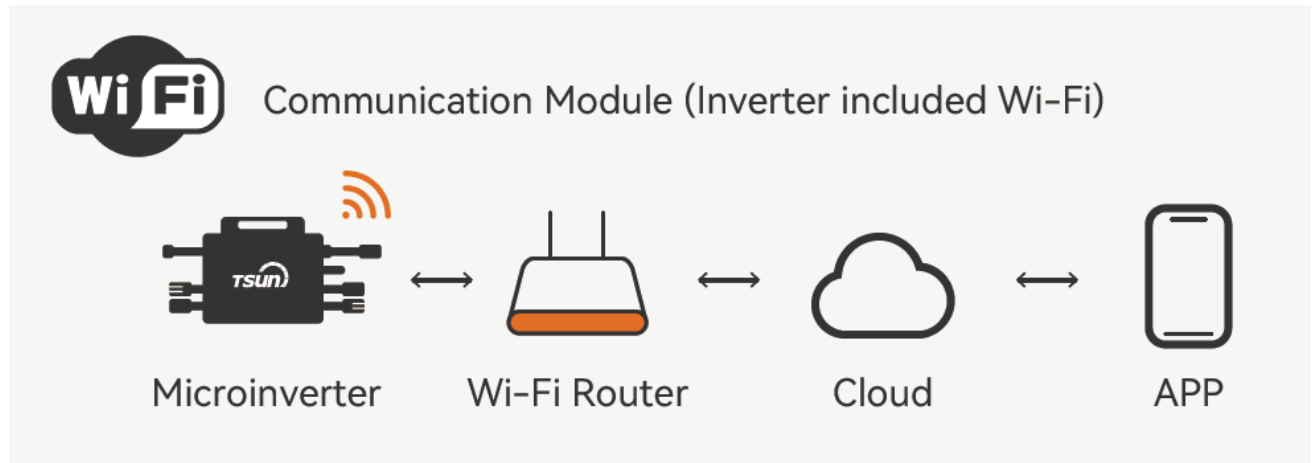 Wi Fi
Communication Module (Inverter included Wi-Fi)
TSUN
Microinverter
Wi-Fi Router
Cloud
APP